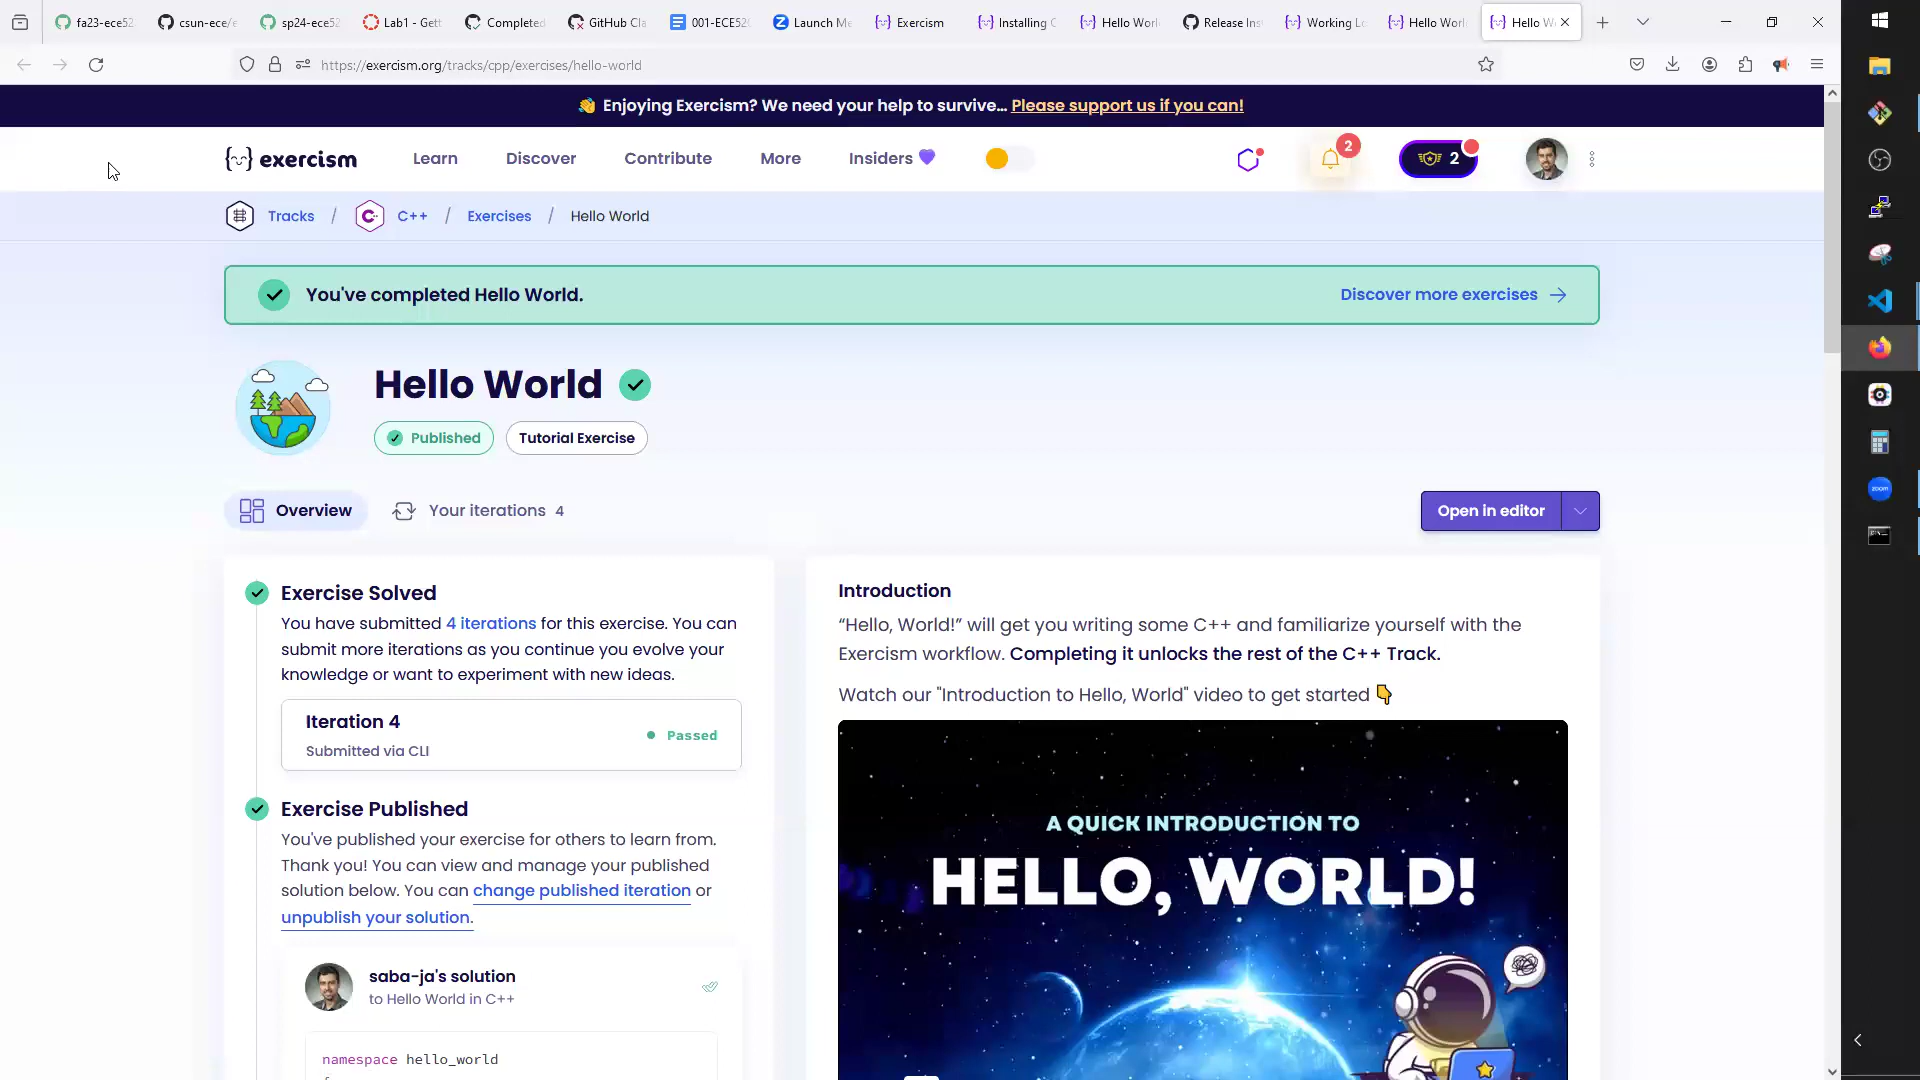 fa23-ece52
csun-ece/e
sp24-ece52
Lab1 - Gett
Completed
GitHub Cla
001-ECE520
Launch Me
Exercism
Installing C
Hello Worl
Release Inst
Working Lo
Hello Worl
Hello W
https://exercism.org/tracks/cpp/exercises/hello-world
Enjoying Exercism? We need your help to survive... Please support us if you can!
exercism
Learn
Discover
Contribute
More
Insiders
2
2
Tracks / C++ / Exercises / Hello World
You've completed Hello World.
Discover more exercises
Hello World
Published
Tutorial Exercise
Overview
Your iterations 4
Open in editor
Exercise Solved
You have submitted 4 iterations for this exercise. You can
submit more iterations as you continue you evolve your
knowledge or want to experiment with new ideas.
Iteration 4
Submitted via CLI
Passed
Exercise Published
You've published your exercise for others to learn from.
Thank you! You can view and manage your published
solution below. You can change published iteration or
unpublish your solution.
saba-ja's solution
to Hello World in C++
namespace hello_world
Introduction
“Hello, World!” will get you writing some C++ and familiarize yourself with the
Exercism workflow. Completing it unlocks the rest of the C++ Track.
Watch our "Introduction to Hello, World" video to get started
A QUICK INTRODUCTION TO
HELLO, WORLD!
zoom